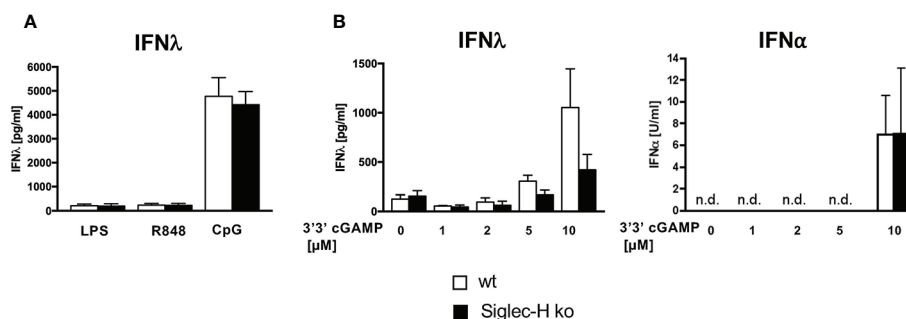 A
IFNλ
IFNλ [pg/ml]
6000
5000
4000
3000
2000
1000
0
LPS R848 CpG
B
IFNλ
IFNλ [pg/ml]
1500
1000
500
0
3'3' cGAMP 0 1 2 5 10
[µM]
IFNα
IFNα [U/ml]
14
12
10
8
6
4
2
0
n.d. n.d. n.d. n.d.
3'3' cGAMP 0 1 2 5 10
[µM]
wt
Siglec-H ko